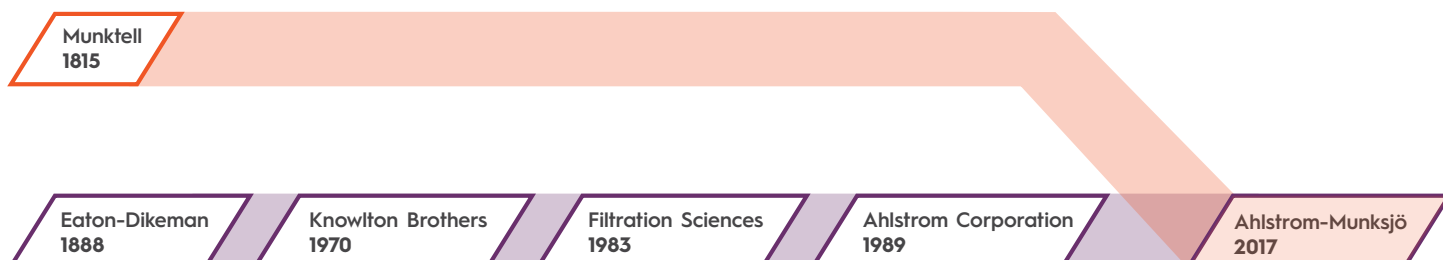 Munktell
1815
Eaton-Dikeman
1888
Knowlton Brothers
1970
Filtration Sciences
1983
Ahlstrom Corporation
1989
Ahlstrom-Munksjö
2017